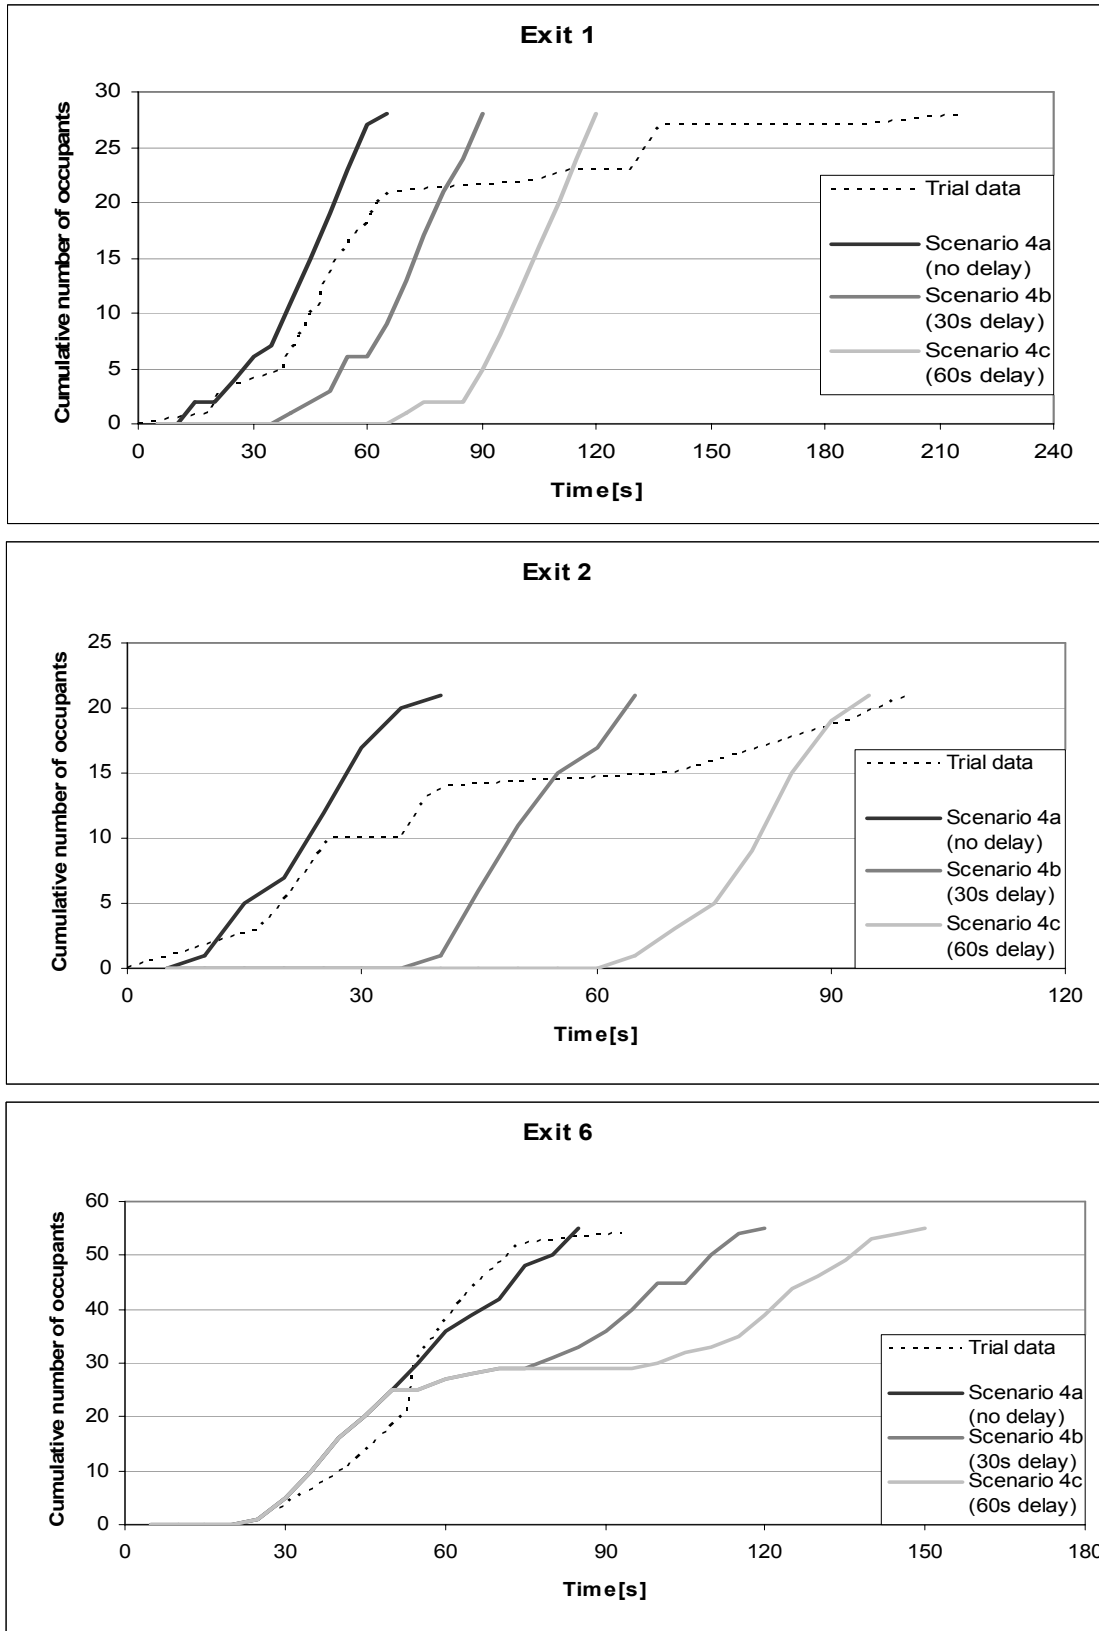 Exit 1
Cumulative number of occupants
30
25
20
15
10
5
0
0 30 60 90 120 150 180 210 240
Time[s]
Trial data
Scenario 4a
(no delay)
Scenario 4b
(30s delay)
Scenario 4c
(60s delay)
Exit 2
Cumulative number of occupants
25
20
15
10
5
0
0 30 60 90 120
Time[s]
Trial data
Scenario 4a
(no delay)
Scenario 4b
(30s delay)
Scenario 4c
(60s delay)
Exit 6
Cumulative number of occupants
60
50
40
30
20
10
0
0 30 60 90 120 150 180
Time[s]
Trial data
Scenario 4a
(no delay)
Scenario 4b
(30s delay)
Scenario 4c
(60s delay)